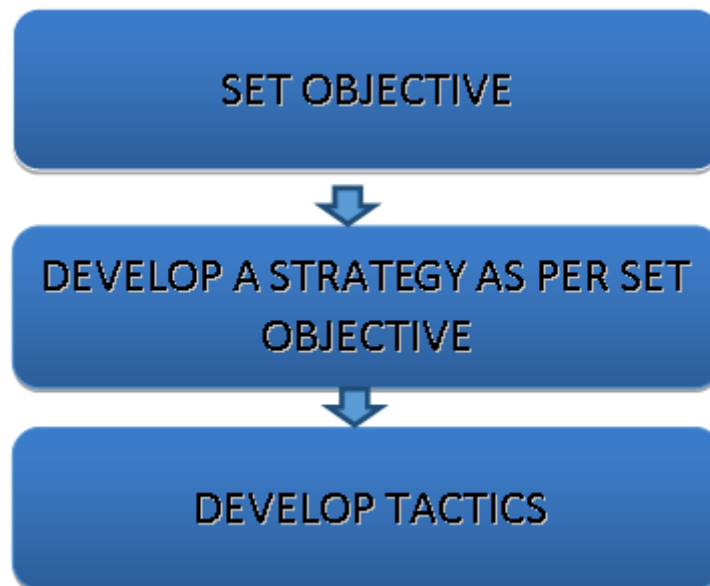 SET OBJECTIVE
DEVELOP A STRATEGY AS PER SET
OBJECTIVE
DEVELOP TACTICS